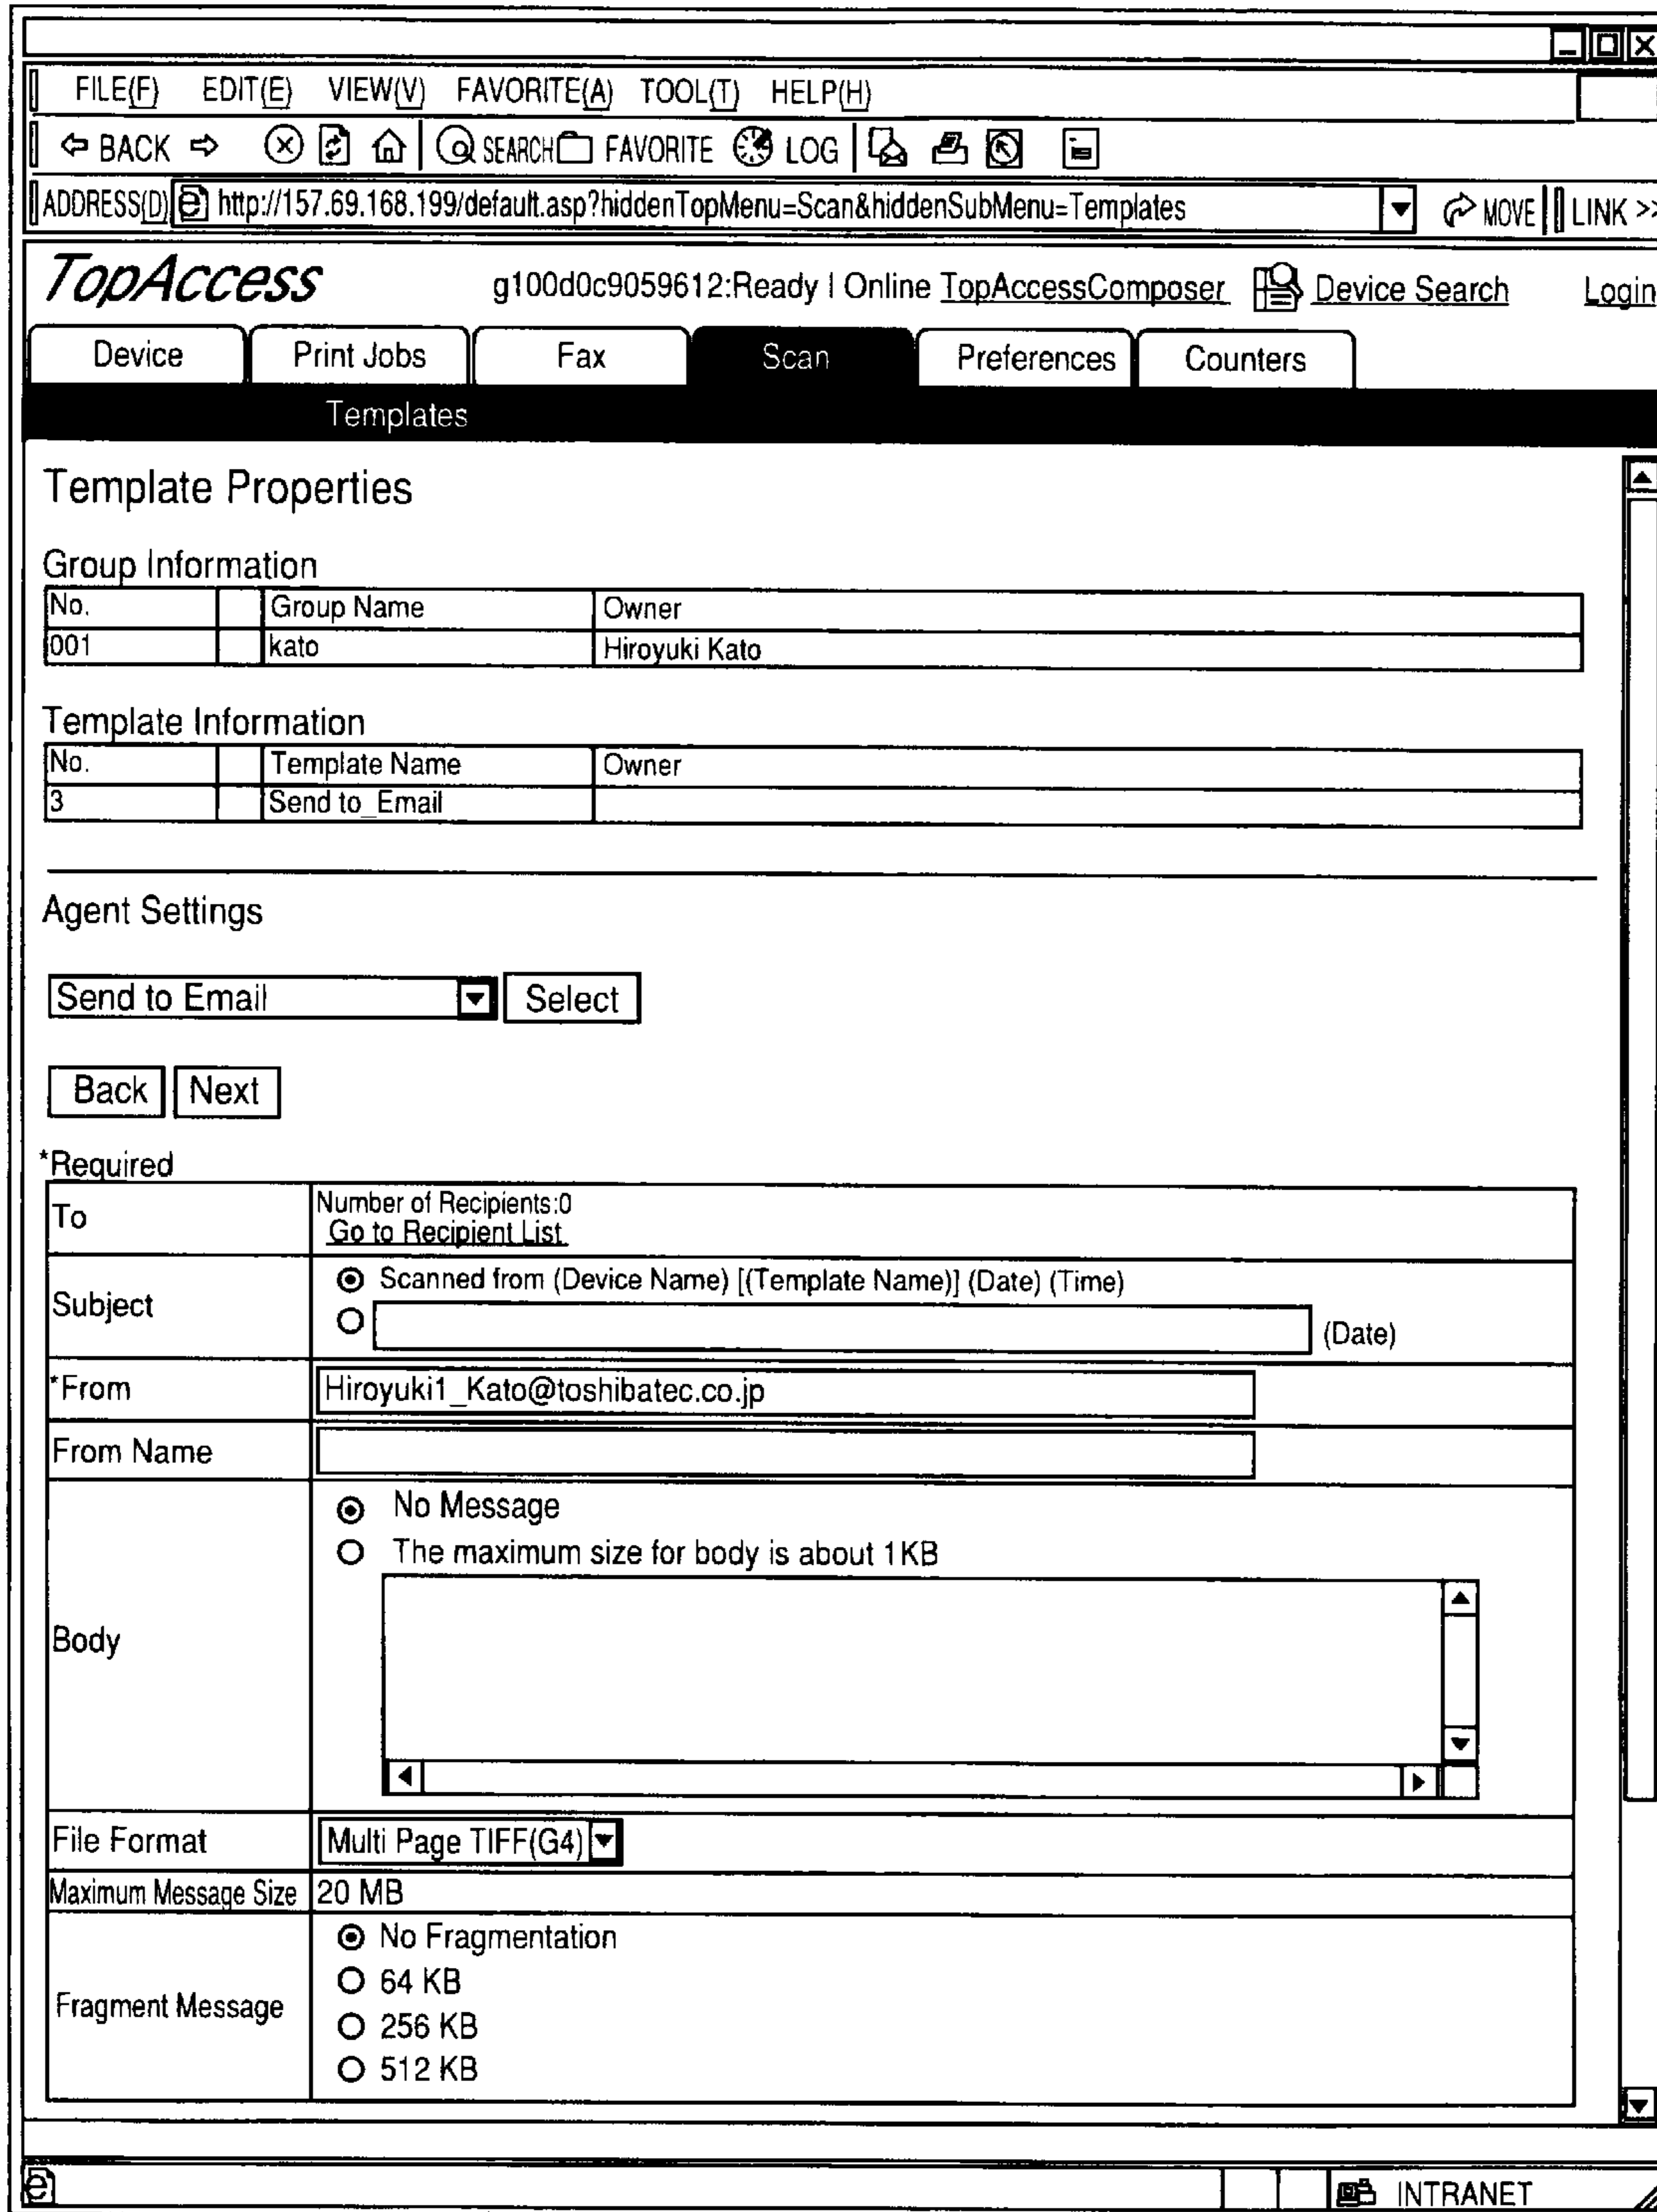 FILE(F) EDIT(E) VIEW(V) FAVORITE(A) TOOL(T) HELP(H)
BACK SEARCH FAVORITE LOG
ADDRESS(D) http://157.69.168.199/default.asp?hiddenTopMenu=Scan&hiddenSubMenu=Templates MOVE LINK >>
TopAccess g100d0c9059612:Ready I Online TopAccessComposer Device Search Login
Device Print Jobs Fax Scan Preferences Counters
Templates
Template Properties
Group Information
No. Group Name Owner
001 kato Hiroyuki Kato
Template Information
No. Template Name Owner
3 Send to_Email
Agent Settings
Send to Email Select
Back Next
*Required
To Number of Recipients:0
Go to Recipient List
Subject Scanned from (Device Name) [(Template Name)] (Date) (Time)
(Date)
*From Hiroyuki1_Kato@toshibatec.co.jp
From Name
No Message
The maximum size for body is about 1KB
Body
File Format Multi Page TIFF(G4)
Maximum Message Size 20 MB
Fragment Message No Fragmentation
64 KB
256 KB
512 KB
INTRANET